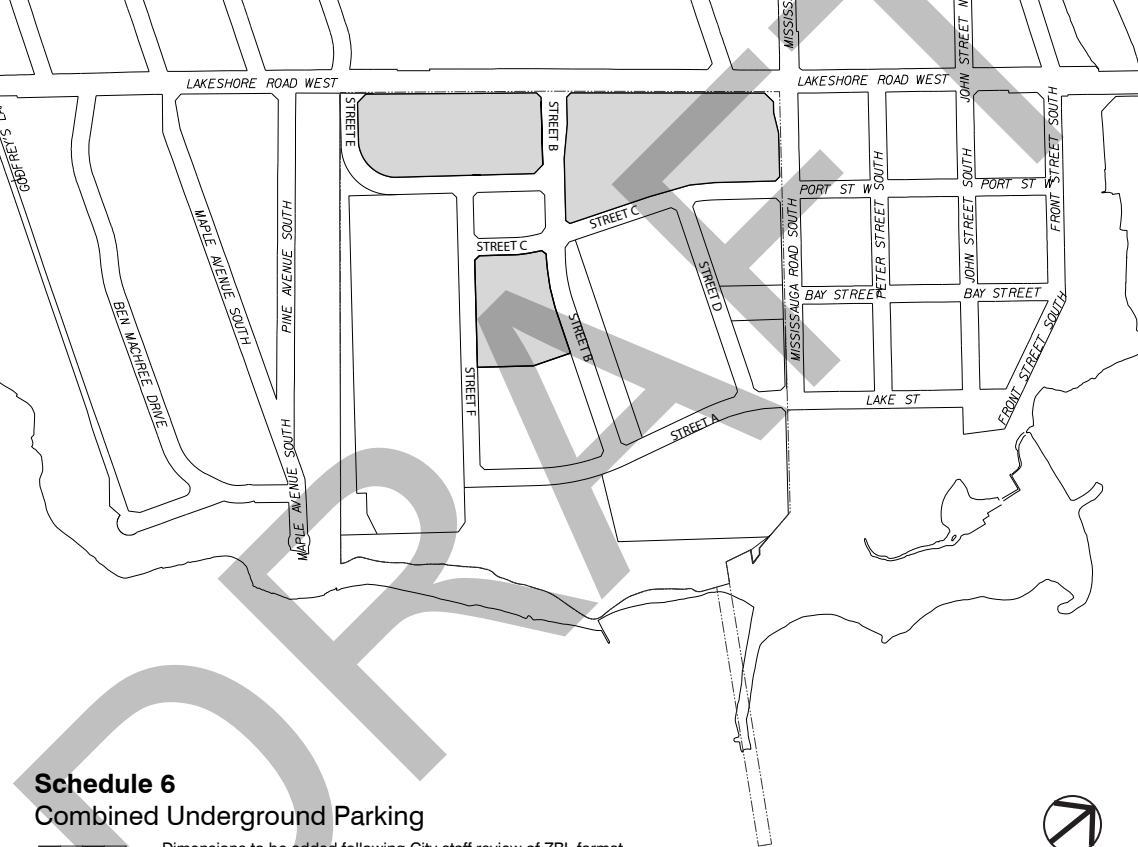 MISSISS
JOHN STREET N
LAKESHORE ROAD WEST
LAKESHORE ROAD WEST
GODFREY'S LA
STREET E
STREET B
JOHN STREET SOUTH
FRONT STREET SOUTH
PORT ST W
PORT ST W
PETER STREET SOUTH
MAPLE AVENUE SOUTH
PINE AVENUE SOUTH
STREET C
STREET C
STREET D
MISSISSAUGA ROAD SOUTH
BAY STREET
BAY STREET
BEN MACHREE DRIVE
STREET B
FRONT STREET SOUTH
STREET F
LAKE ST
STREET A
MAPLE AVENUE SOUTH
DRAFT
Schedule 6
Combined Underground Parking
Dimensions to be added following City staff review of ZBL format